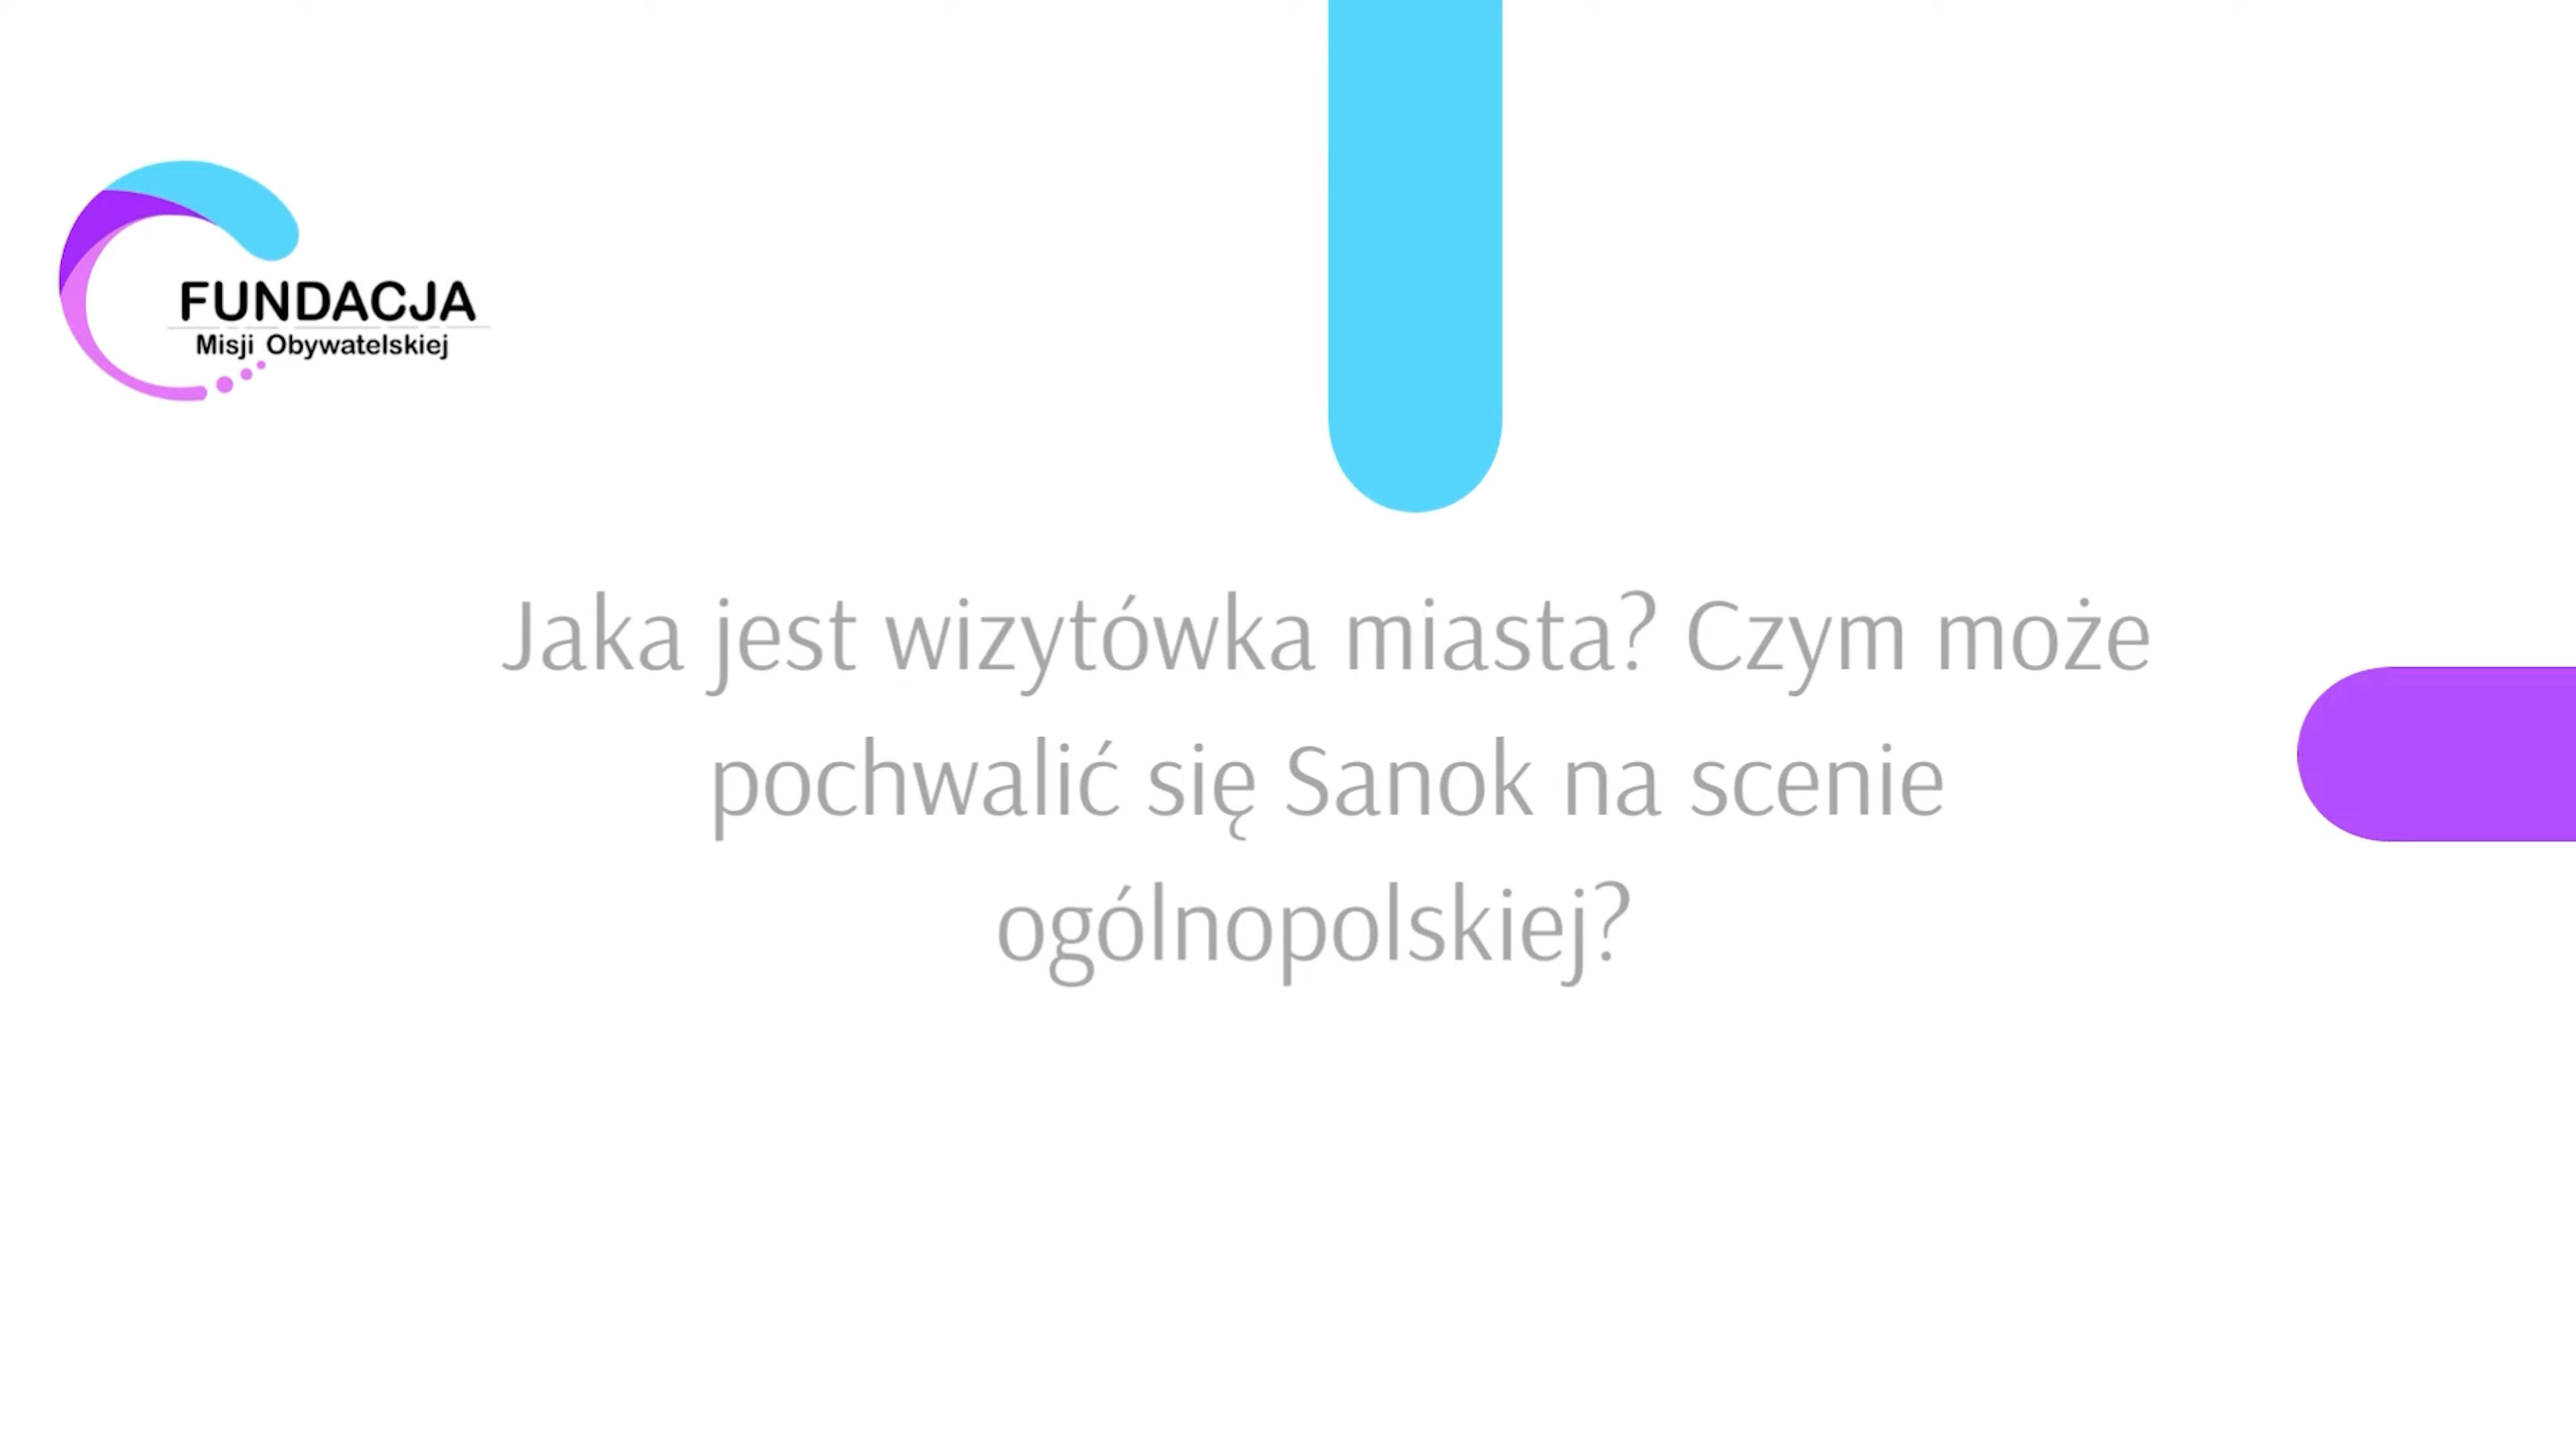 FUNDACJA
Misji Obywatelskiej
Jaka jest wizytówka miasta? Czym może
pochwalić się Sanok na scenie
ogólnopolskiej?